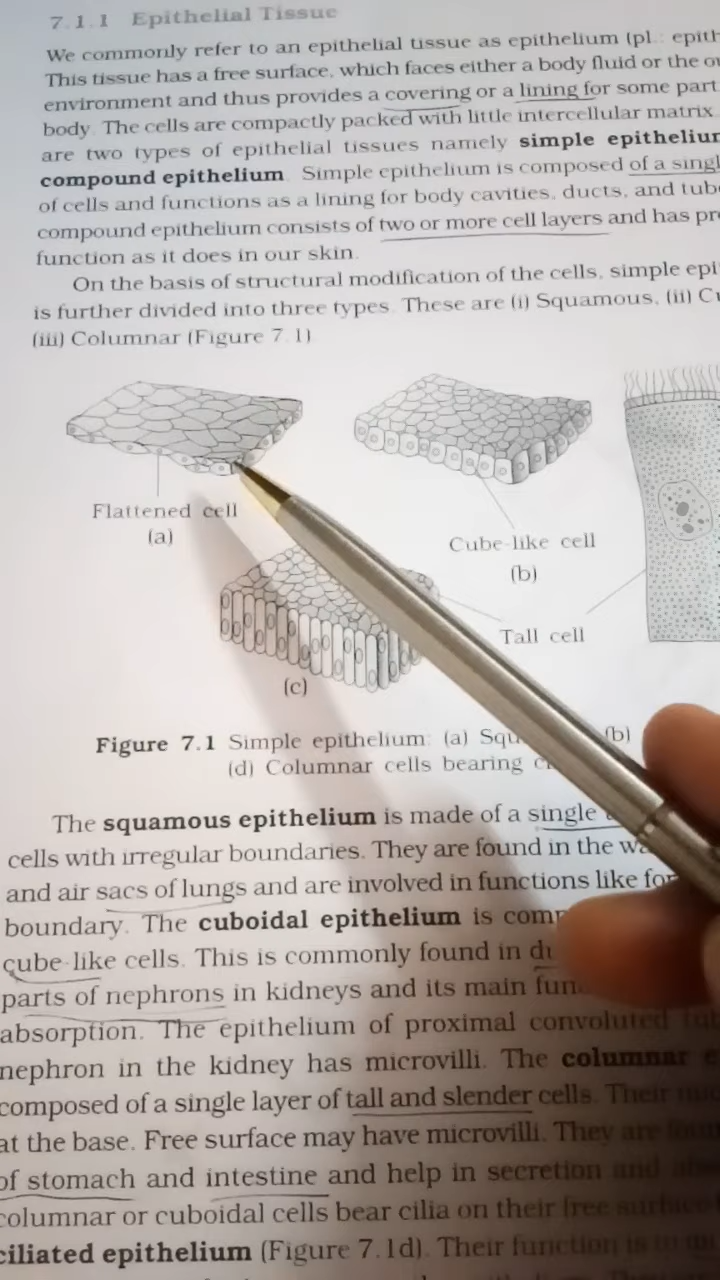 7.1.1 Epithelial Tissue
We commonly refer to an epithelial tissue as epithelium (pl.: epith
This tissue has a free surface, which faces either a body fluid or the ou
environment and thus provides a covering or a lining for some part
body. The cells are compactly packed with little intercellular matrix.
are two types of epithelial tissues namely simple epitheliu
compound epithelium. Simple epithelium is composed of a singl
of cells and functions as a lining for body cavities, ducts, and tub
compound epithelium consists of two or more cell layers and has pr
function as it does in our skin.
On the basis of structural modification of the cells, simple epi
is further divided into three types. These are (i) Squamous, (ii) Cu
(iii) Columnar (Figure 7.1)
Flattened cell
(a)
Cube-like cell
(b)
Tall cell
(c)
Figure 7.1 Simple epithelium: (a) Squ (b)
(d) Columnar cells bearing c
The squamous epithelium is made of a single
cells with irregular boundaries. They are found in the wa
and air sacs of lungs and are involved in functions like for
boundary. The cuboidal epithelium is comp
cube-like cells. This is commonly found in du
parts of nephrons in kidneys and its main fun
absorption. The epithelium of proximal convoluted tub
nephron in the kidney has microvilli. The columnar e
composed of a single layer of tall and slender cells. Their nu
at the base. Free surface may have microvilli. They are foun
of stomach and intestine and help in secretion and abs
columnar or cuboidal cells bear cilia on their free surface
ciliated epithelium (Figure 7.1d). Their function is to